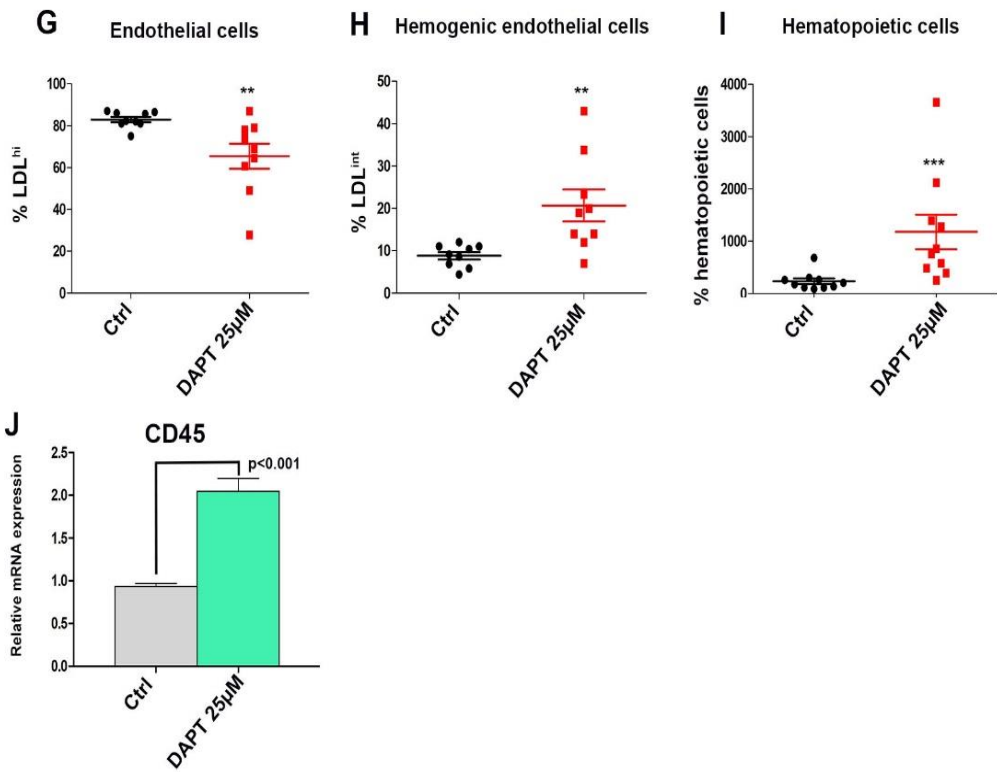 G
Endothelial cells
% LDL^hi
100
80
60
40
20
0
**
Ctrl
DAPT 25µM
H
Hemogenic endothelial cells
% LDL^int
50
40
30
20
10
0
**
Ctrl
DAPT 25µM
I
Hematopoietic cells
% hematopoietic cells
4000
3000
2000
1000
0
***
Ctrl
DAPT 25µM
J
CD45
Relative mRNA expression
2.5
2.0
1.5
1.0
0.5
0.0
p<0.001
Ctrl
DAPT 25µM